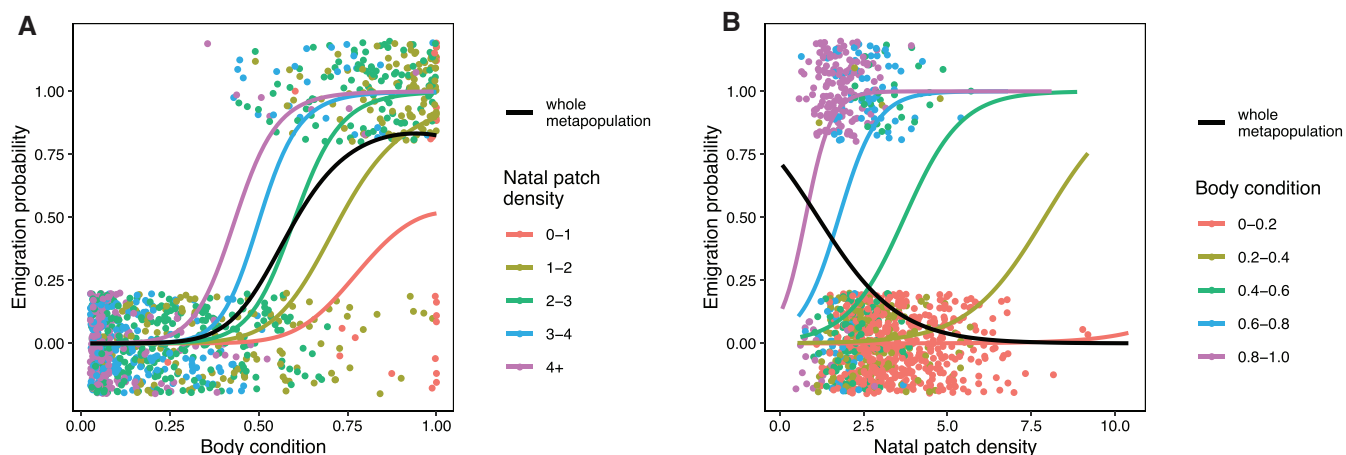 A
B
Emigration probability
1.00
0.75
0.50
0.25
0.00
0.00
0.25
0.50
0.75
1.00
Body condition
whole
metapopulation
Natal patch
density
0–1
1–2
2–3
3–4
4+
Emigration probability
1.00
0.75
0.50
0.25
0.00
0.0
2.5
5.0
7.5
10.0
Natal patch density
whole
metapopulation
Body condition
0–0.2
0.2–0.4
0.4–0.6
0.6–0.8
0.8–1.0